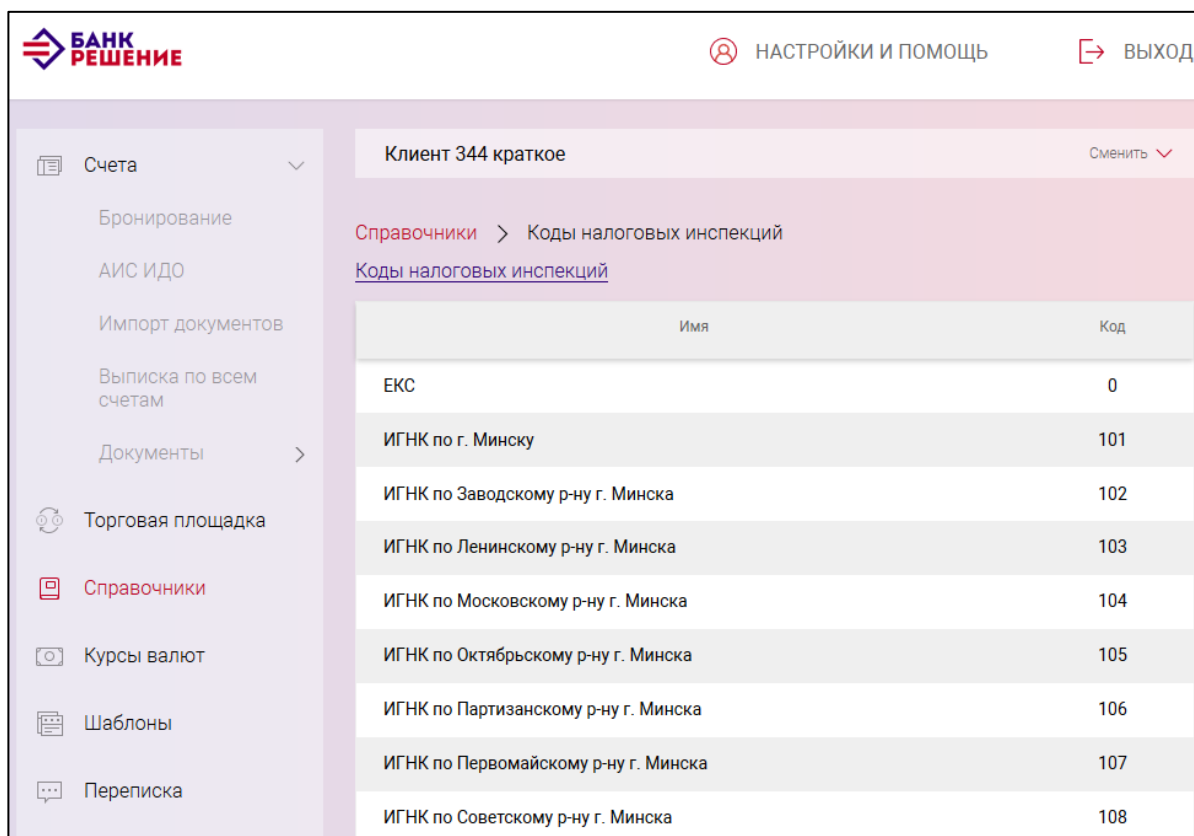 БАНК
РЕШЕНИЕ
НАСТРОЙКИ И ПОМОЩЬ
ВЫХОД
Счета
Бронирование
АИС ИДО
Импорт документов
Выписка по всем
счетам
Документы
Торговая площадка
Справочники
Курсы валют
Шаблоны
Переписка
Клиент 344 краткое
Сменить
Справочники > Коды налоговых инспекций
Коды налоговых инспекций
Имя Код
ЕКС 0
ИГНК по г. Минску 101
ИГНК по Заводскому р-ну г. Минска 102
ИГНК по Ленинскому р-ну г. Минска 103
ИГНК по Московскому р-ну г. Минска 104
ИГНК по Октябрьскому р-ну г. Минска 105
ИГНК по Партизанскому р-ну г. Минска 106
ИГНК по Первомайскому р-ну г. Минска 107
ИГНК по Советскому р-ну г. Минска 108